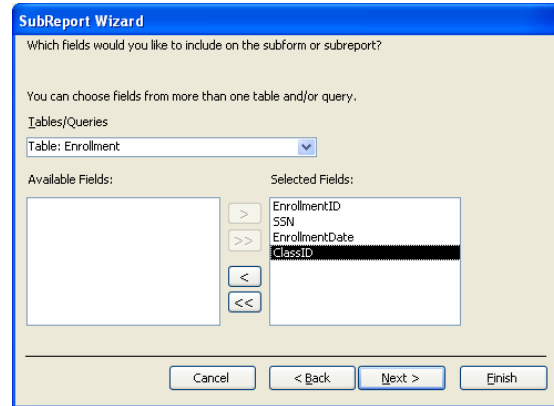 SubReport Wizard
Which fields would you like to include on the subform or subreport?
You can choose fields from more than one table and/or query.
Tables/Queries
Table: Enrollment
Available Fields:
Selected Fields:
EnrollmentID
SSN
EnrollmentDate
ClassID
>
>>
<
<<
Cancel
< Back
Next >
Finish